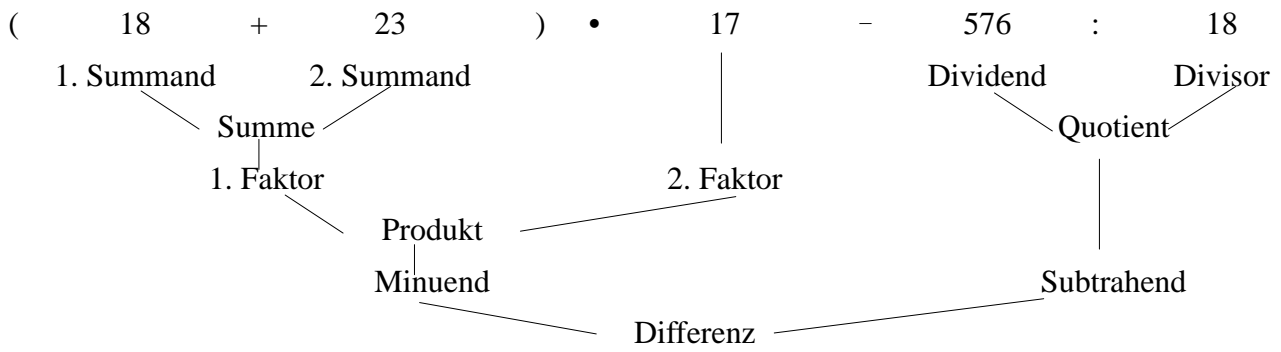 ( 18 + 23 ) • 17 − 576 : 18
1. Summand 2. Summand Dividend Divisor
Summe Quotient
1. Faktor 2. Faktor
Produkt
Minuend Subtrahend
Differenz